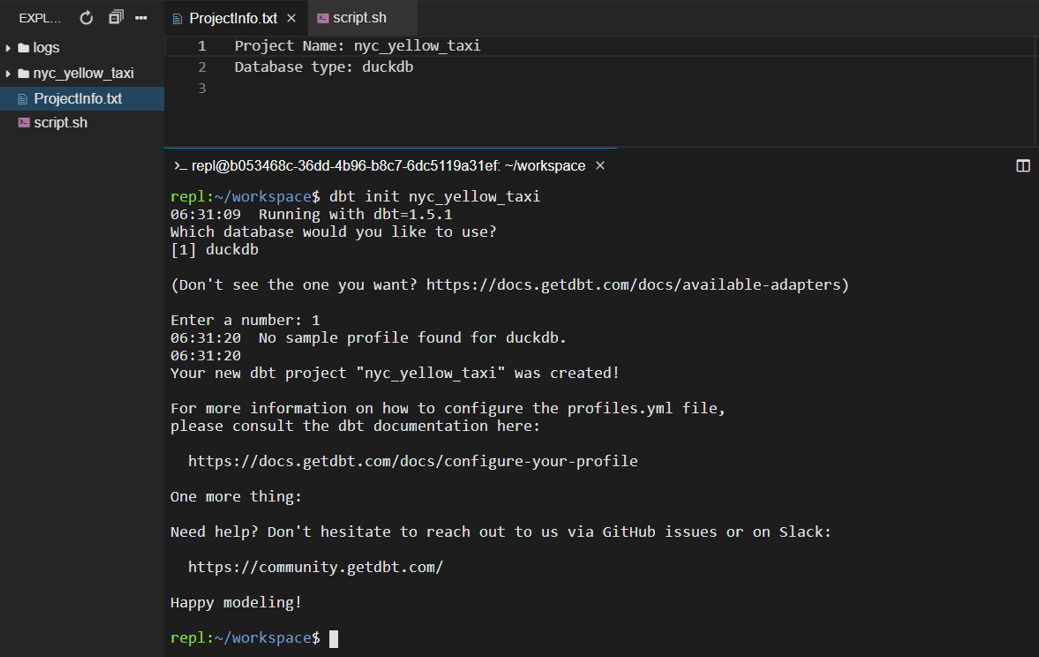 EXPL...
logs
nyc_yellow_taxi
ProjectInfo.txt
script.sh
ProjectInfo.txt × script.sh
1 Project Name: nyc_yellow_taxi
2 Database type: duckdb
3
>_ repl@b053468c-36dd-4b96-b8c7-6dc5119a31ef: ~/workspace ×
repl:~/workspace$ dbt init nyc_yellow_taxi
06:31:09  Running with dbt=1.5.1
Which database would you like to use?
[1] duckdb
(Don't see the one you want? https://docs.getdbt.com/docs/available-adapters)
Enter a number: 1
06:31:20  No sample profile found for duckdb.
06:31:20
Your new dbt project "nyc_yellow_taxi" was created!
For more information on how to configure the profiles.yml file,
please consult the dbt documentation here:
https://docs.getdbt.com/docs/configure-your-profile
One more thing:
Need help? Don't hesitate to reach out to us via GitHub issues or on Slack:
https://community.getdbt.com/
Happy modeling!
repl:~/workspace$